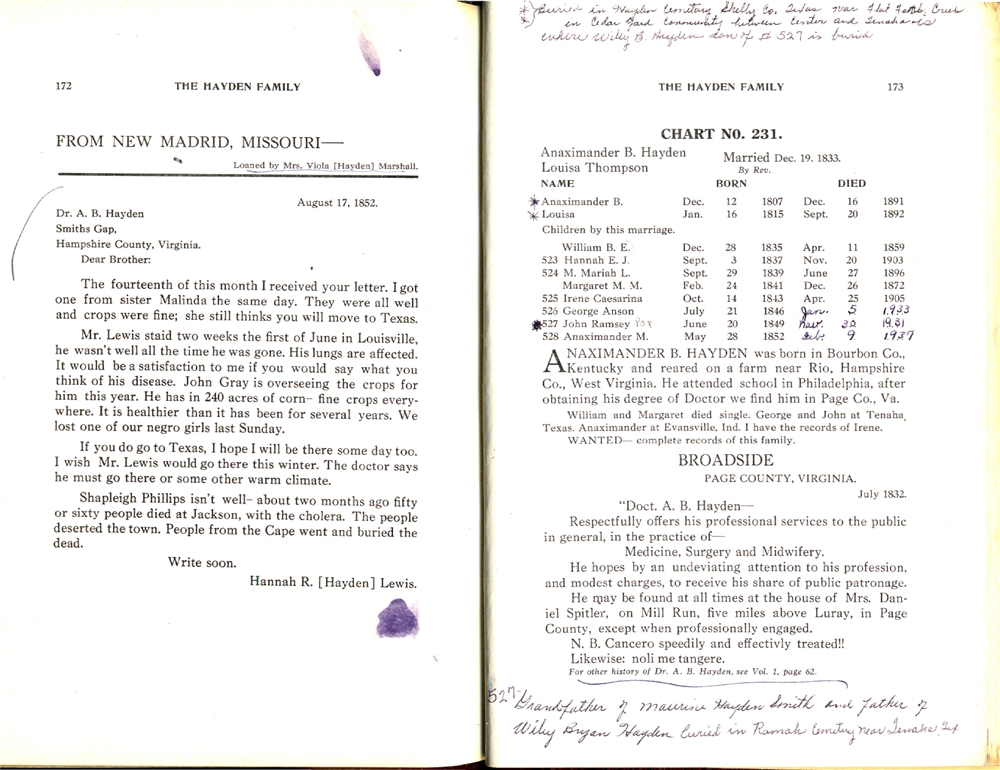 172 THE HAYDEN FAMILY
FROM NEW MADRID, MISSOURI—
Loaned by Mrs. Viola [Hayden] Marshall.
August 17, 1852.
Dr. A. B. Hayden
Smiths Gap,
Hampshire County, Virginia.
Dear Brother:
The fourteenth of this month I received your letter. I got
one from sister Malinda the same day. They were all well
and crops were fine; she still thinks you will move to Texas.
Mr. Lewis staid two weeks the first of June in Louisville,
he wasn't well all the time he was gone. His lungs are affected.
It would be a satisfaction to me if you would say what you
think of his disease. John Gray is overseeing the crops for
him this year. He has in 240 acres of corn— fine crops every-
where. It is healthier than it has been for several years. We
lost one of our negro girls last Sunday.
If you do go to Texas, I hope I will be there some day too.
I wish Mr. Lewis would go there this winter. The doctor says
he must go there or some other warm climate.
Shapleigh Phillips isn't well— about two months ago fifty
or sixty people died at Jackson, with the cholera. The people
deserted the town. People from the Cape went and buried the
dead.
Write soon.
Hannah R. [Hayden] Lewis.
* Buried in Hayden Cemetary, Shelby Co. Texas near Flat Creek
* in Cedar Yard Community between Center and Tenaha is
where Wiley B. Hayden son of # 527 is buried
THE HAYDEN FAMILY 173
CHART NO. 231.
Anaximander B. Hayden
Louisa Thompson
Married Dec. 19. 1833.
By Rev.
NAME BORN DIED
* Anaximander B. Dec. 12 1807 Dec. 16 1891
* Louisa Jan. 16 1815 Sept. 20 1892
Children by this marriage.
William B. E. Dec. 28 1835 Apr. 11 1859
523 Hannah E. J. Sept. 3 1837 Nov. 20 1903
524 M. Mariah L. Sept. 29 1839 June 27 1896
Margaret M. M. Feb. 24 1841 Dec. 26 1872
525 Irene Caesarina Oct. 14 1843 Apr. 25 1905
526 George Anson July 21 1846 Jan. 5 1933
* 527 John Ramsey June 20 1849 Nov. 30 1931
528 Anaximander M. May 28 1852 Feb. 9 1937
ANAXIMANDER B. HAYDEN was born in Bourbon Co.,
Kentucky and reared on a farm near Rio, Hampshire
Co., West Virginia. He attended school in Philadelphia, after
obtaining his degree of Doctor we find him in Page Co., Va.
William and Margaret died single. George and John at Tenaha,
Texas. Anaximander at Evansville, Ind. I have the records of Irene.
WANTED— complete records of this family.
BROADSIDE
PAGE COUNTY, VIRGINIA.
July 1832.
"Doct. A. B. Hayden—
Respectfully offers his professional services to the public
in general, in the practice of—
Medicine, Surgery and Midwifery.
He hopes by an undeviating attention to his profession,
and modest charges, to receive his share of public patronage.
He may be found at all times at the house of Mrs. Dan-
iel Spitler, on Mill Run, five miles above Luray, in Page
County, except when professionally engaged.
N. B. Cancero speedily and effectivly treated!!
Likewise: noli me tangere.
For other history of Dr. A. B. Hayden, see Vol. 1, page 62.
527- Grandfather of Maurine Hayden Smith and father of
Wiley Bryan Hayden buried in Ramah Cemetery near Tenaha, Tex